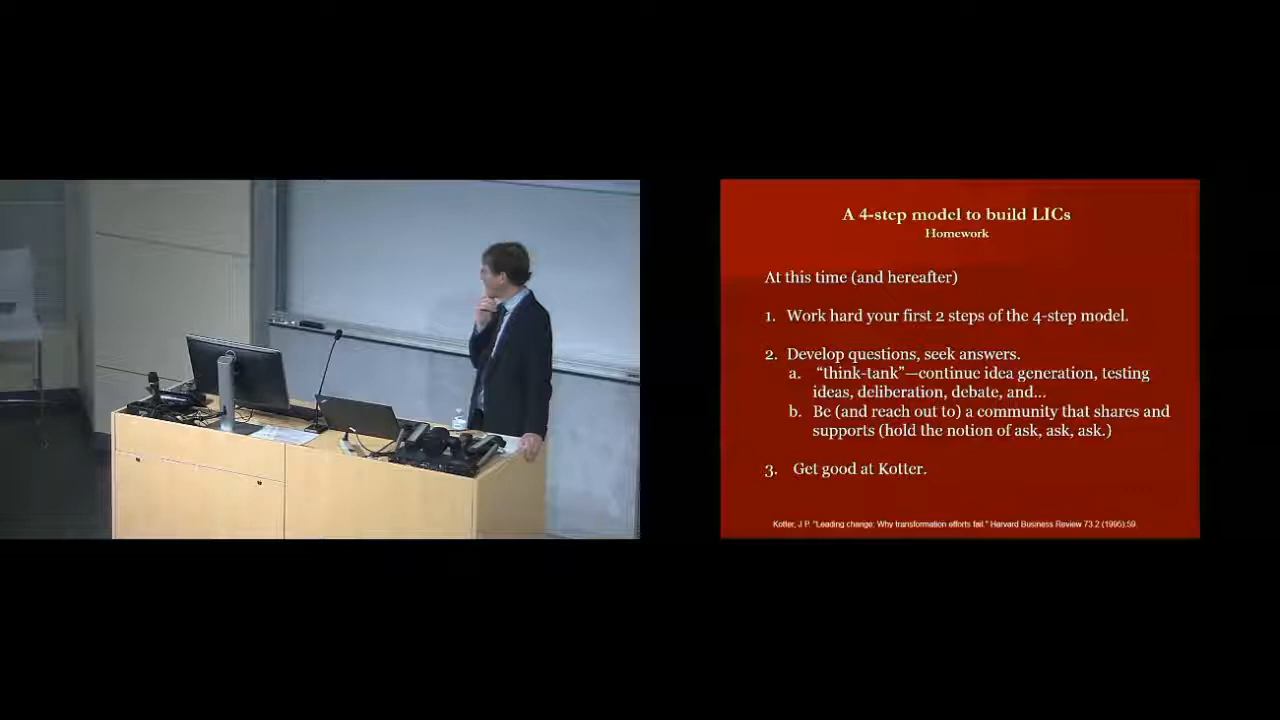 A 4-step model to build LICs
Homework
At this time (and hereafter)
1. Work hard your first 2 steps of the 4-step model.
2. Develop questions, seek answers.
a. “think-tank”—continue idea generation, testing
ideas, deliberation, debate, and...
b. Be (and reach out to) a community that shares and
supports (hold the notion of ask, ask, ask.)
3. Get good at Kotter.
Kotter, J P. "Leading change: Why transformation efforts fail." Harvard Business Review 73.2 (1995):59.